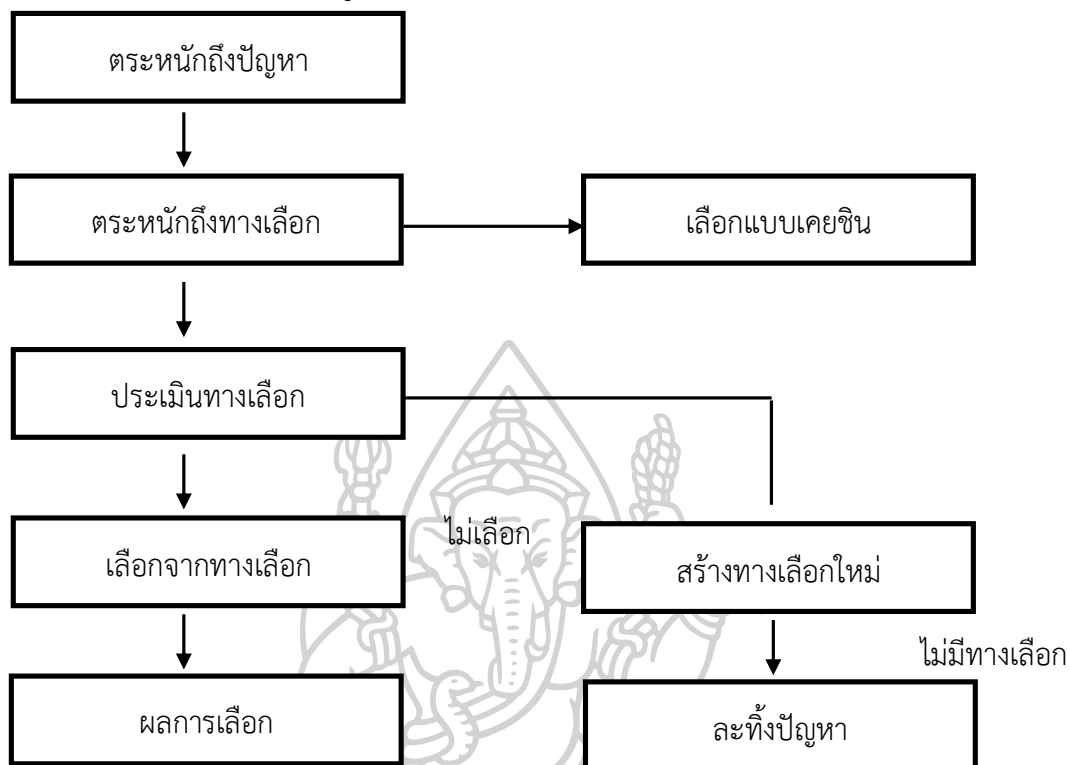 ตระหนักถึงปัญหา
ตระหนักถึงทางเลือก
เลือกแบบเคยชิน
ประเมินทางเลือก
เลือกจากทางเลือก
ไม่เลือก
สร้างทางเลือกใหม่
ไม่มีทางเลือก
ผลการเลือก
ละทิ้งปัญหา